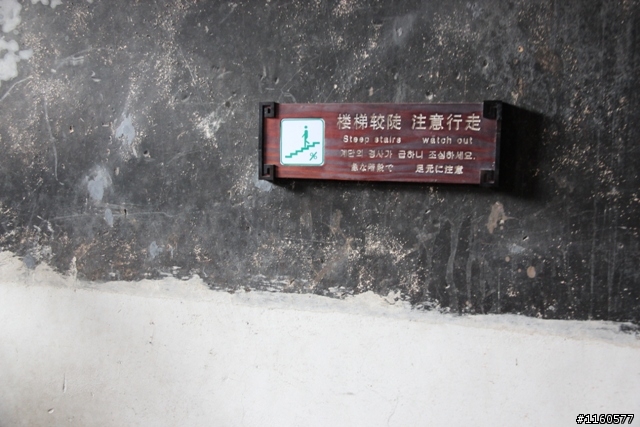 楼梯较陡 注意行走
Steep stairs watch out
계단의 경사가 급하니 조심하세요.
急な階段で 足元に注意
#1160577